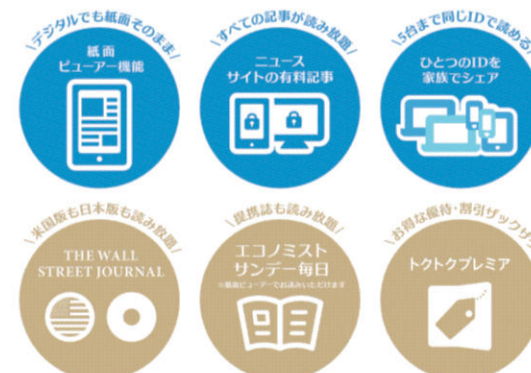 \デジタルでも紙面そのまま/
紙面
ビューアー機能
\すべての記事が読み放題/
ニュース
サイトの有料記事
\5台まで同じIDで読める/
ひとつのIDを
家族でシェア
\米国版も日本版も読み放題/
THE WALL
STREET JOURNAL
\提携誌も読み放題/
エコノミスト
サンデー毎日
※紙面ビューアーでお読みいただけます
\お得な優待・割引ザックザク
トクトクプレミア